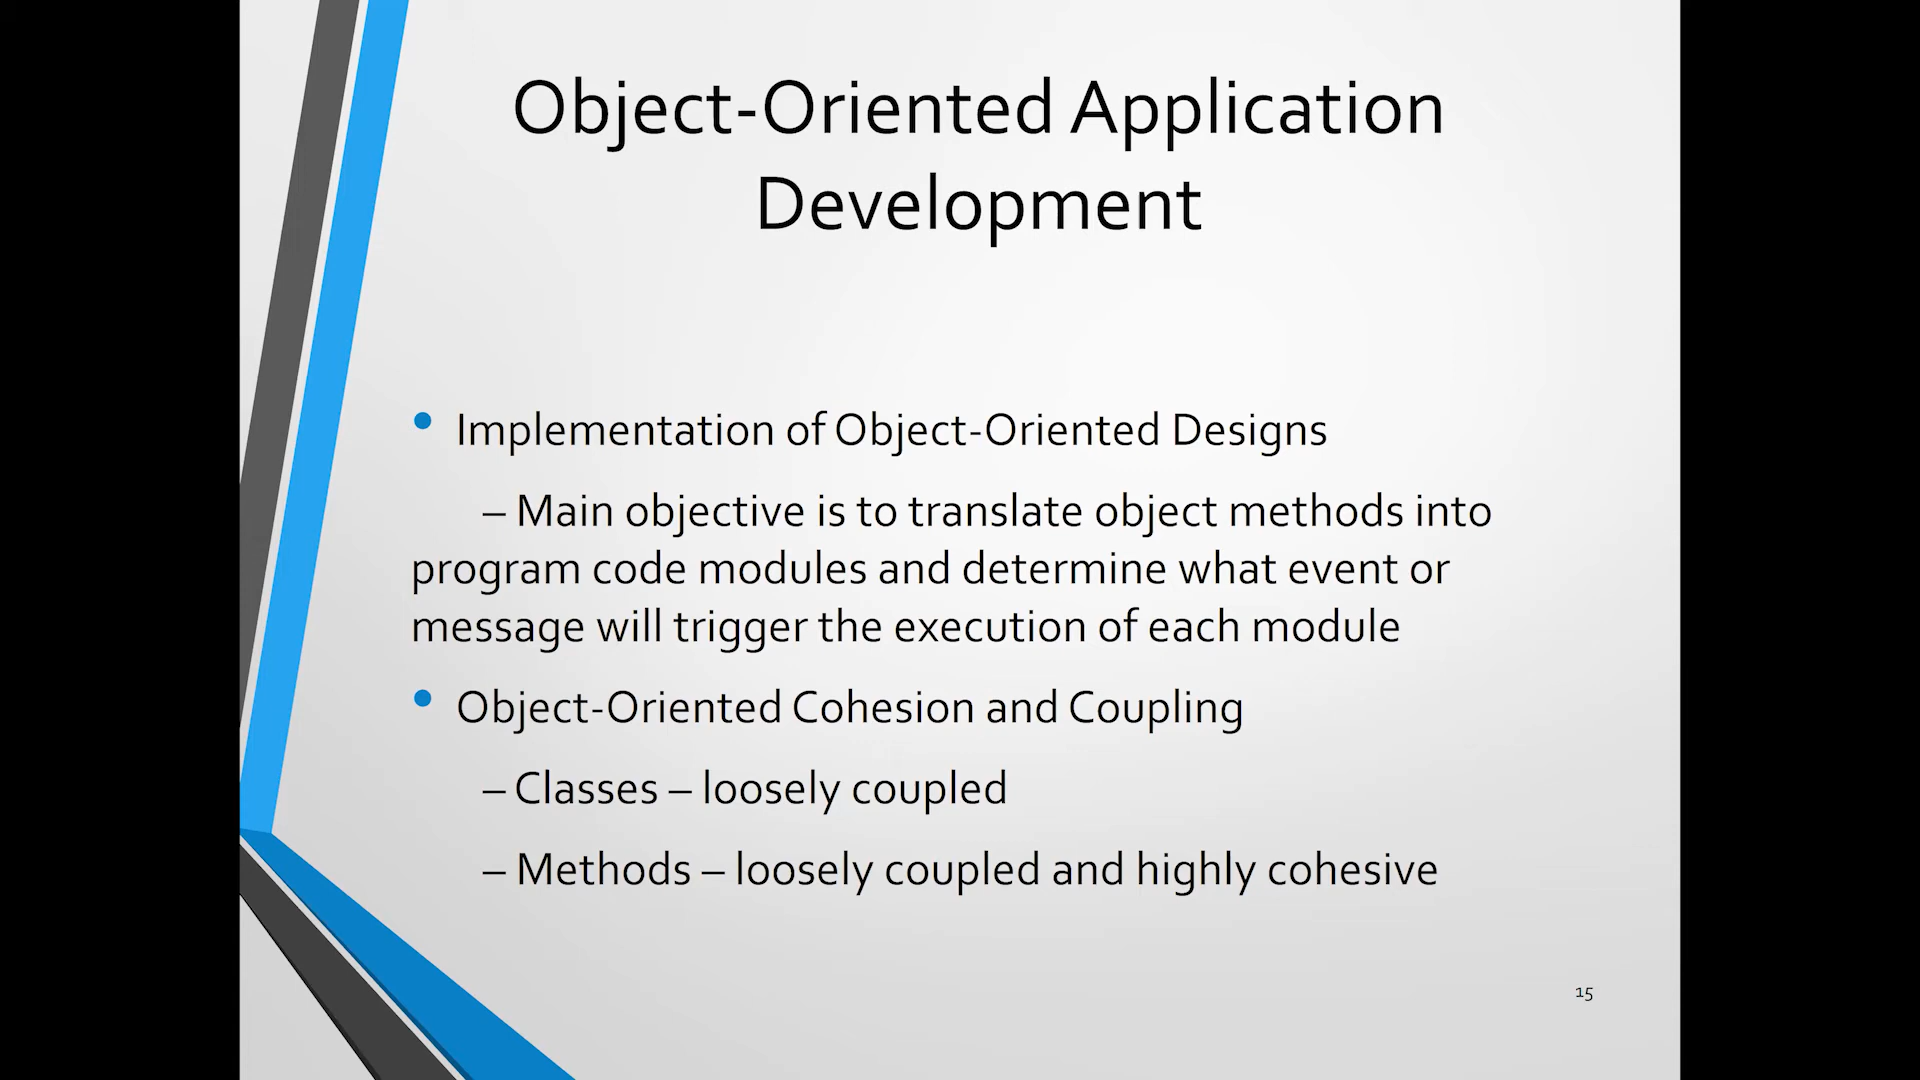 Object-Oriented Application
Development
• Implementation of Object-Oriented Designs
– Main objective is to translate object methods into
program code modules and determine what event or
message will trigger the execution of each module
• Object-Oriented Cohesion and Coupling
– Classes – loosely coupled
– Methods – loosely coupled and highly cohesive
15